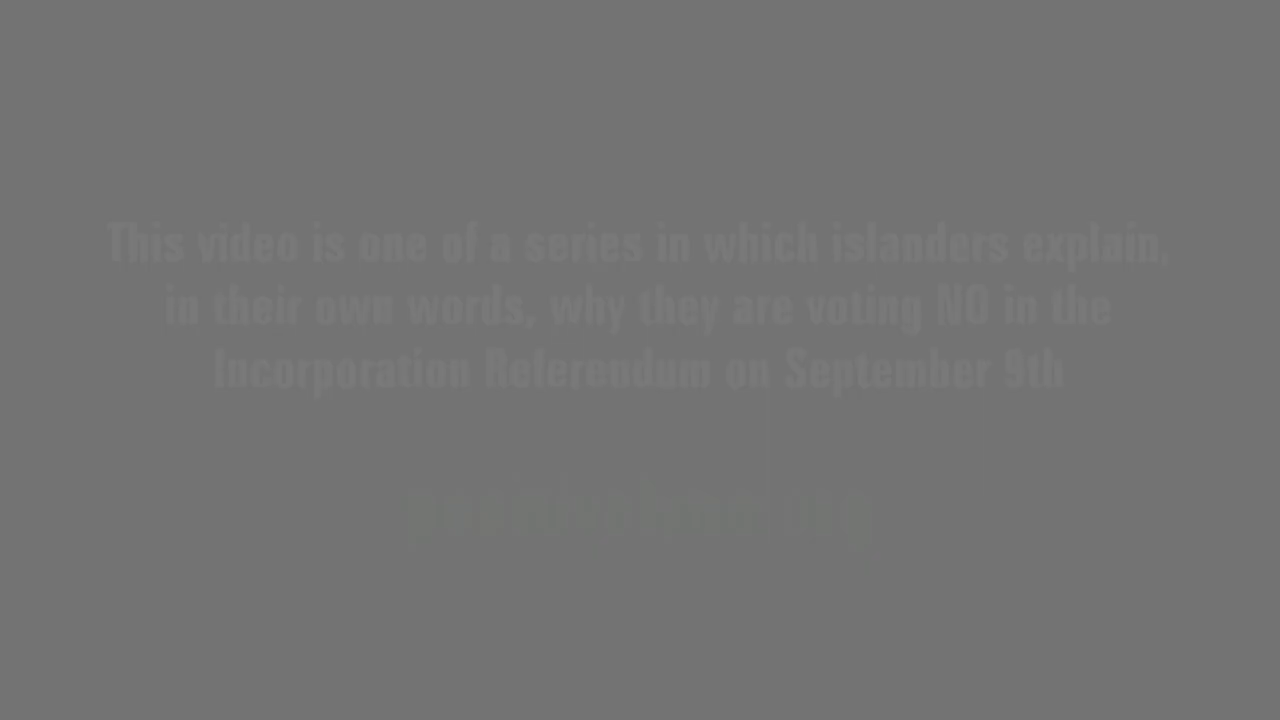 This video is one of a series in which islanders explain,
in their own words, why they are voting NO in the
Incorporation Referendum on September 9th